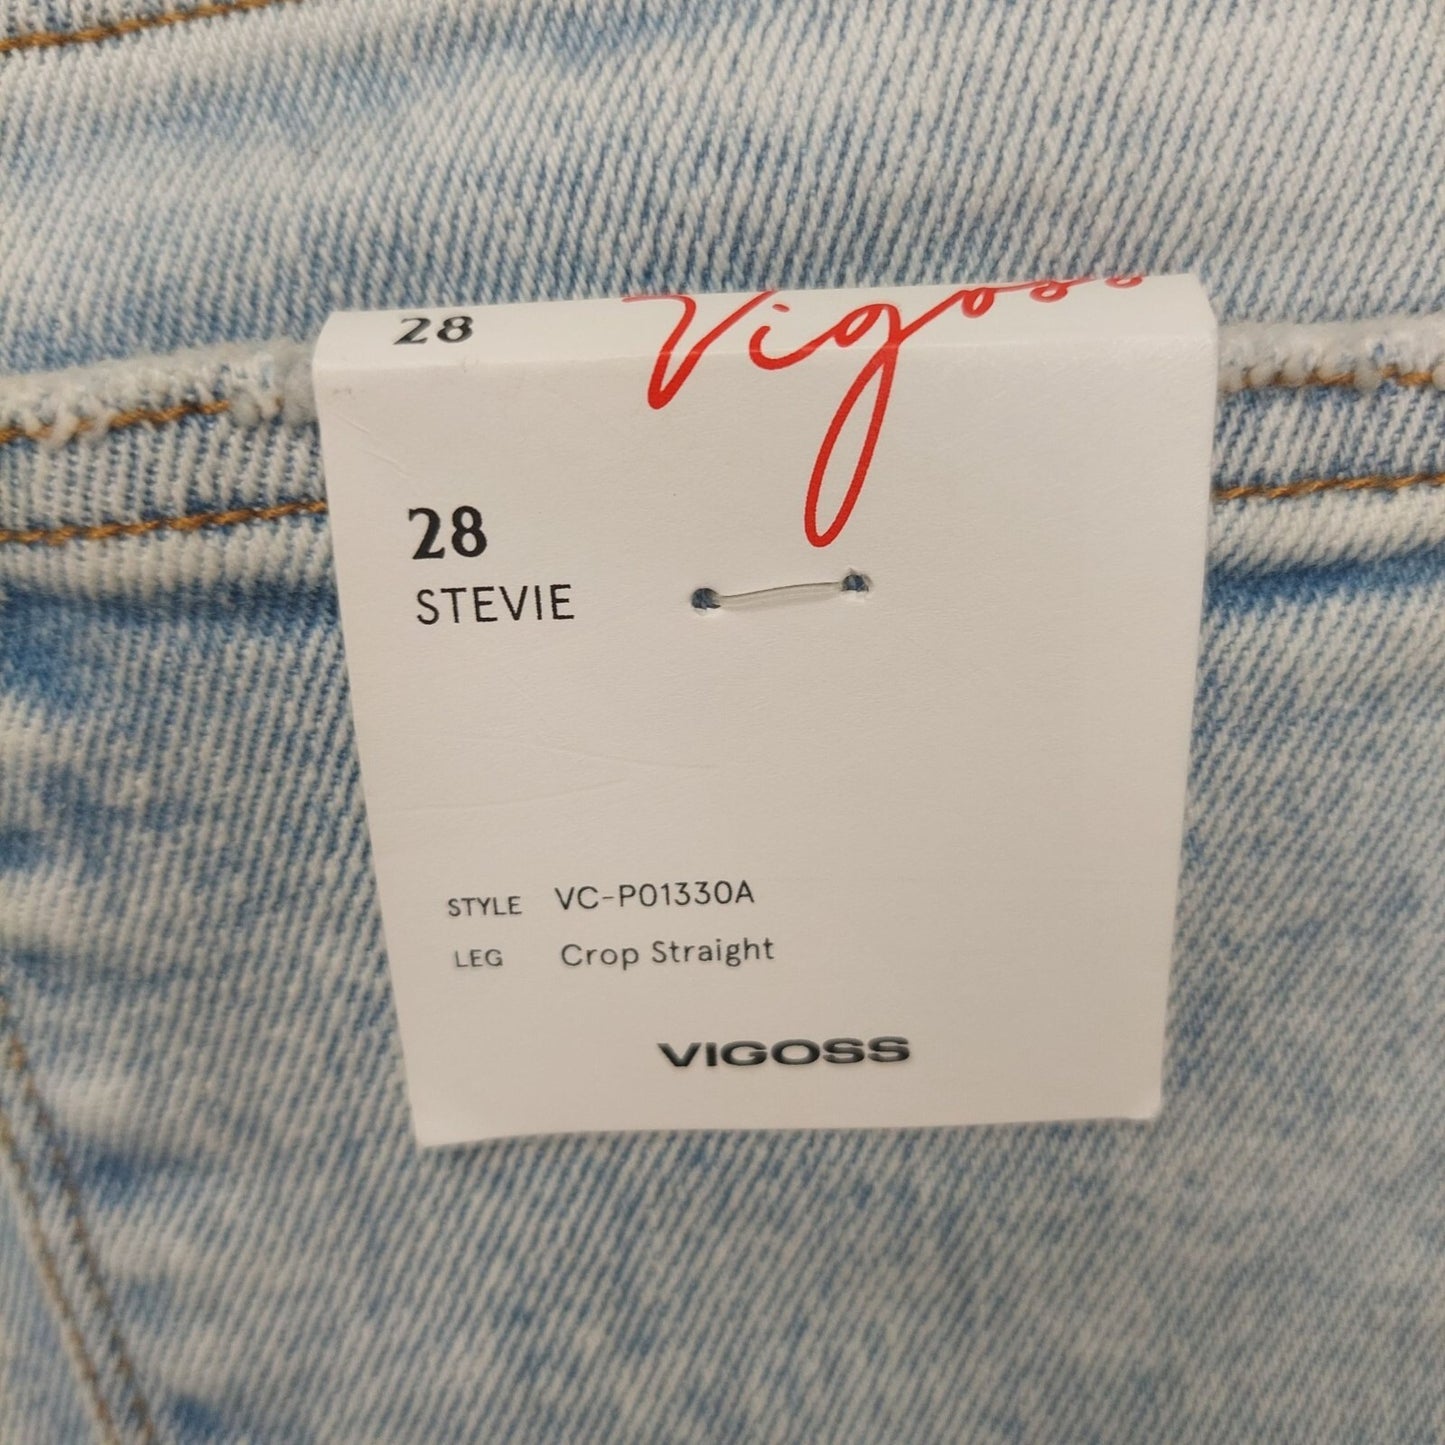 28 Vigoss
28
STEVIE
STYLE VC-P01330A
LEG Crop Straight
VIGOSS